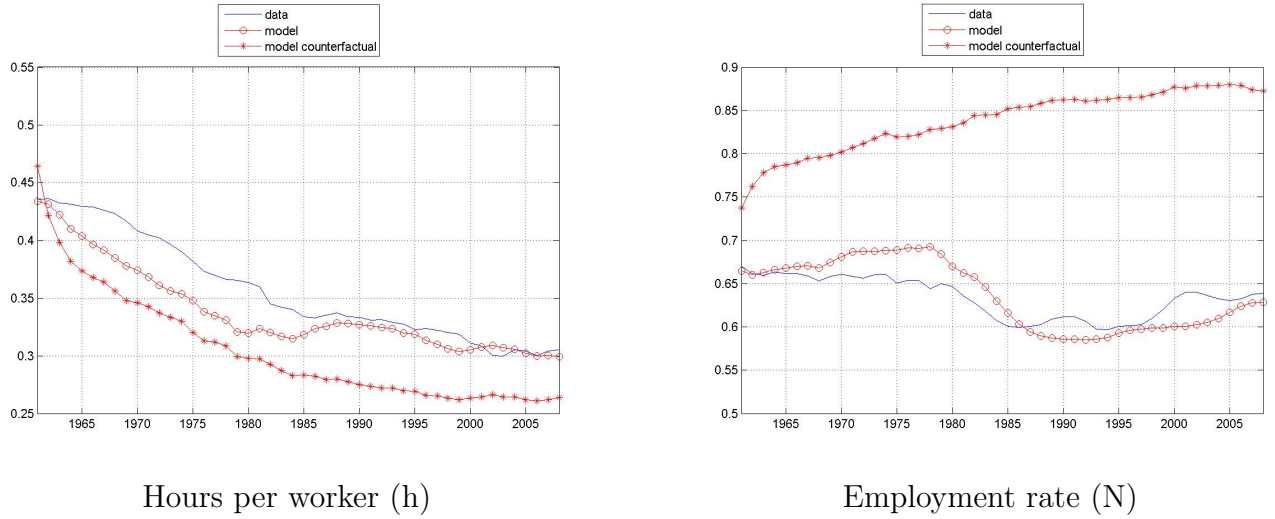 data
model
model counterfactual
0.55
0.5
0.45
0.4
0.35
0.3
0.25
1965 1970 1975 1980 1985 1990 1995 2000 2005
Hours per worker (h)
data
model
model counterfactual
0.9
0.85
0.8
0.75
0.7
0.65
0.6
0.55
0.5
1965 1970 1975 1980 1985 1990 1995 2000 2005
Employment rate (N)